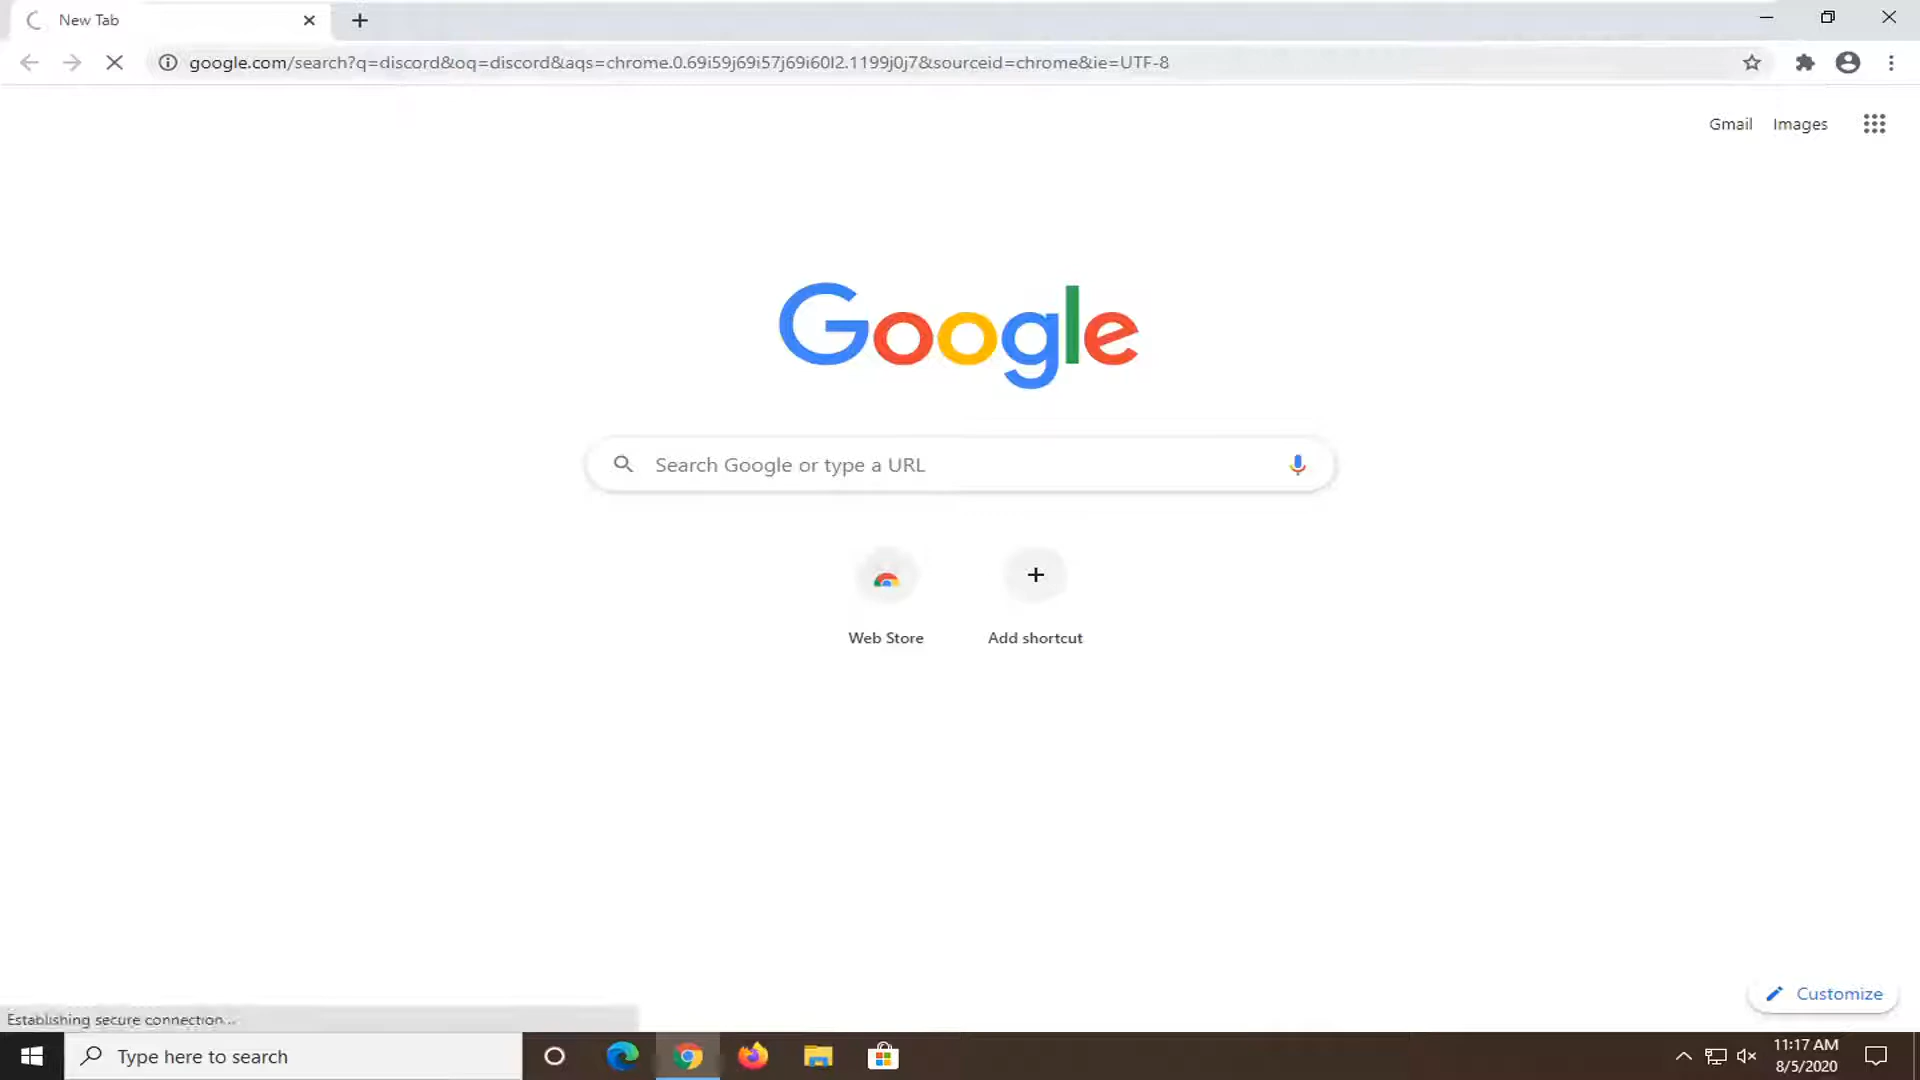 New Tab
google.com/search?q=discord&oq=discord&aqs=chrome.0.69i59j69i57j69i60l2.1199j0j7&sourceid=chrome&ie=UTF-8
Gmail Images
Google
Search Google or type a URL
Web Store Add shortcut
Customize
Establishing secure connection...
Type here to search
11:17 AM
8/5/2020